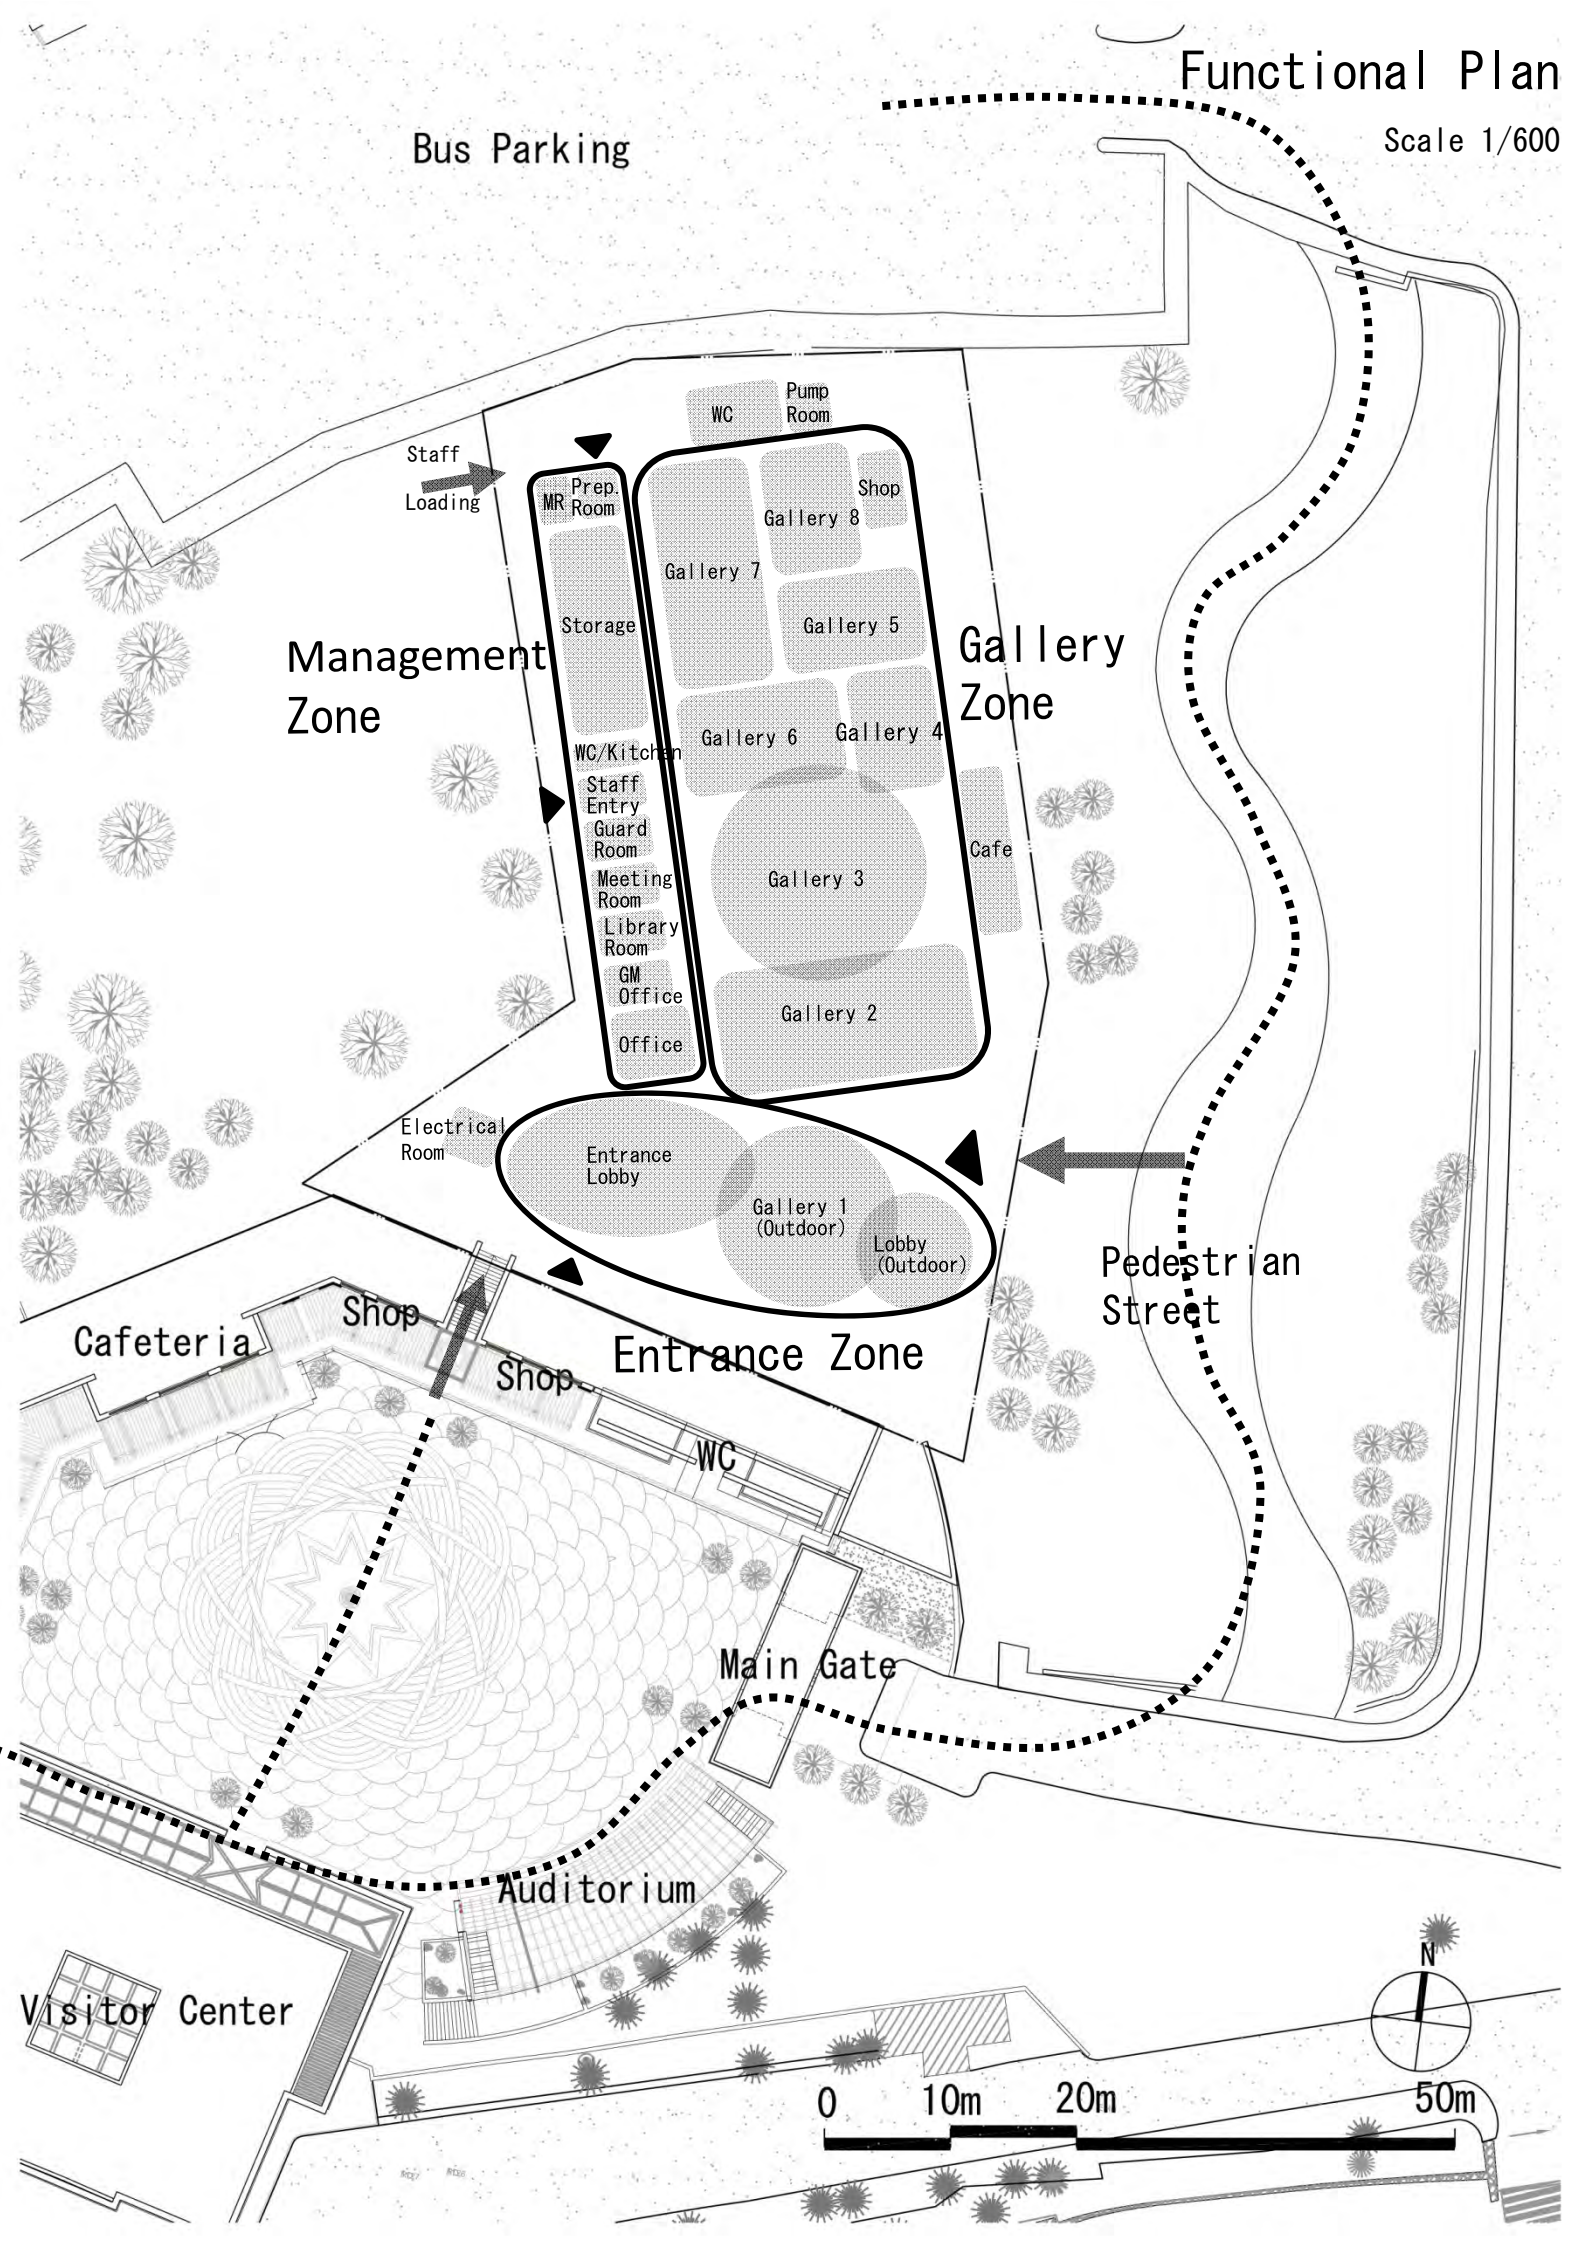 Functional Plan
Scale 1/600
Bus Parking
WC
Pump
Room
Staff
Loading
MR
Prep.
Room
Shop
Gallery 8
Gallery 7
Storage
Gallery 5
Management
Zone
Gallery
Zone
Gallery 6
Gallery 4
WC/Kitchen
Staff
Entry
Guard
Room
Cafe
Gallery 3
Meeting
Room
Library
Room
GM
Office
Gallery 2
Office
Electrical
Room
Entrance
Lobby
Gallery 1
(Outdoor)
Lobby
(Outdoor)
Pedestrian
Street
Shop
Cafeteria
Entrance Zone
Shop
WC
Main Gate
Auditorium
Visitor Center
N
0 10m 20m 50m